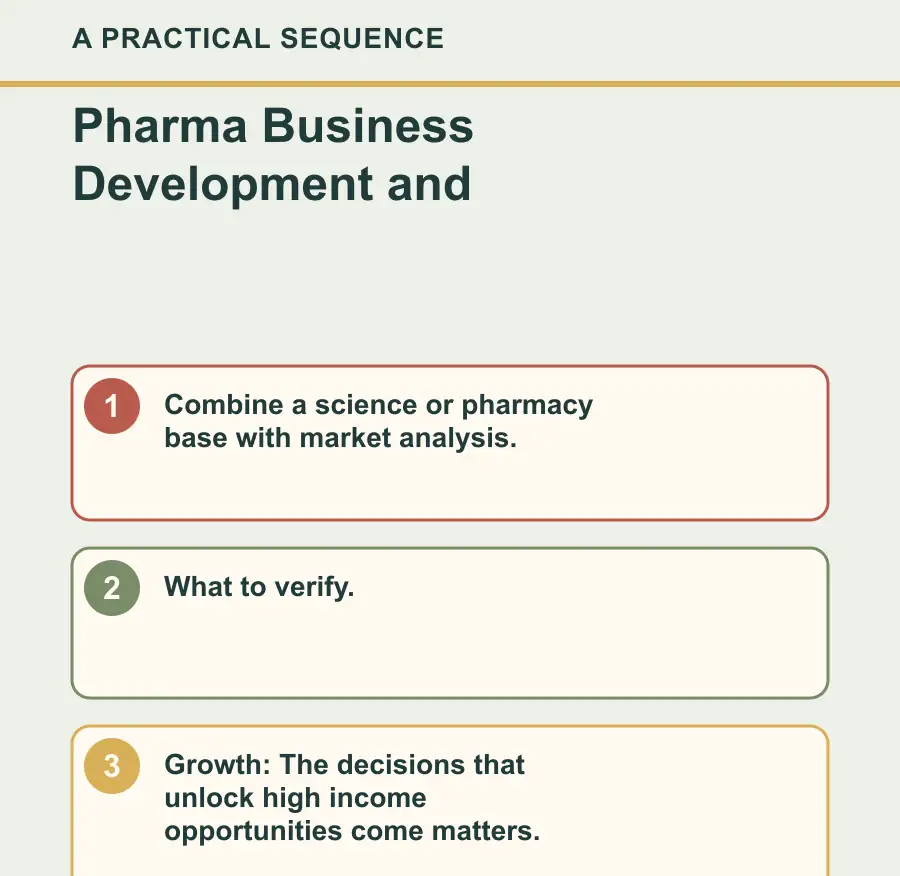 A PRACTICAL SEQUENCE
Pharma Business
Development and
1
Combine a science or pharmacy
base with market analysis.
2
What to verify.
3
Growth: The decisions that
unlock high income
opportunities come matters.